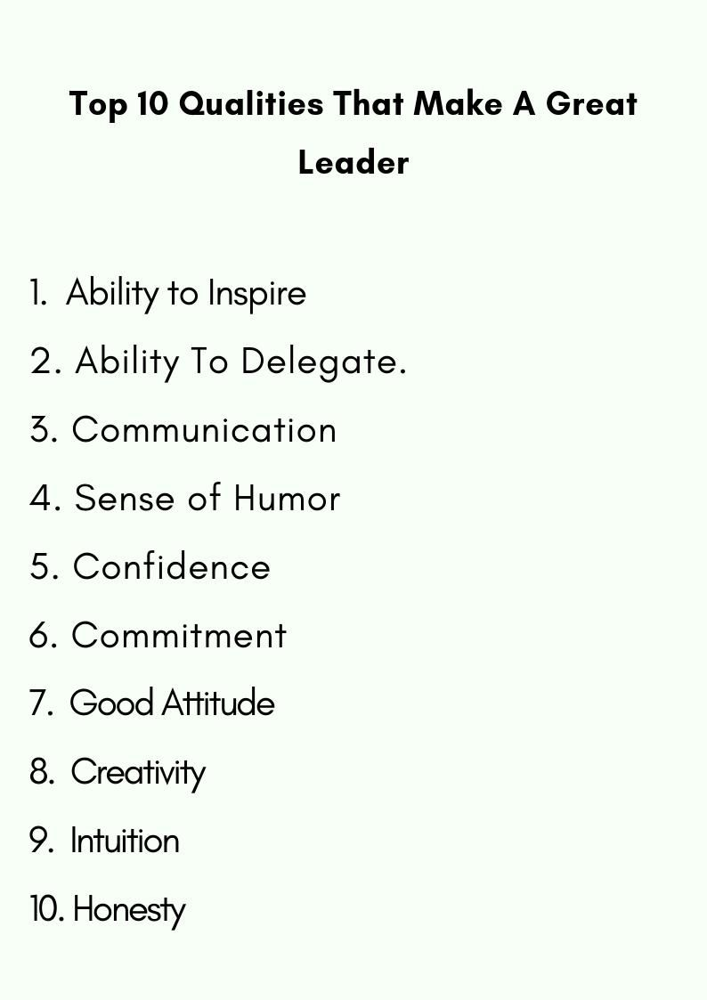 Top 10 Qualities That Make A Great
Leader
1. Ability to Inspire
2. Ability To Delegate.
3. Communication
4. Sense of Humor
5. Confidence
6. Commitment
7. Good Attitude
8. Creativity
9. Intuition
10. Honesty